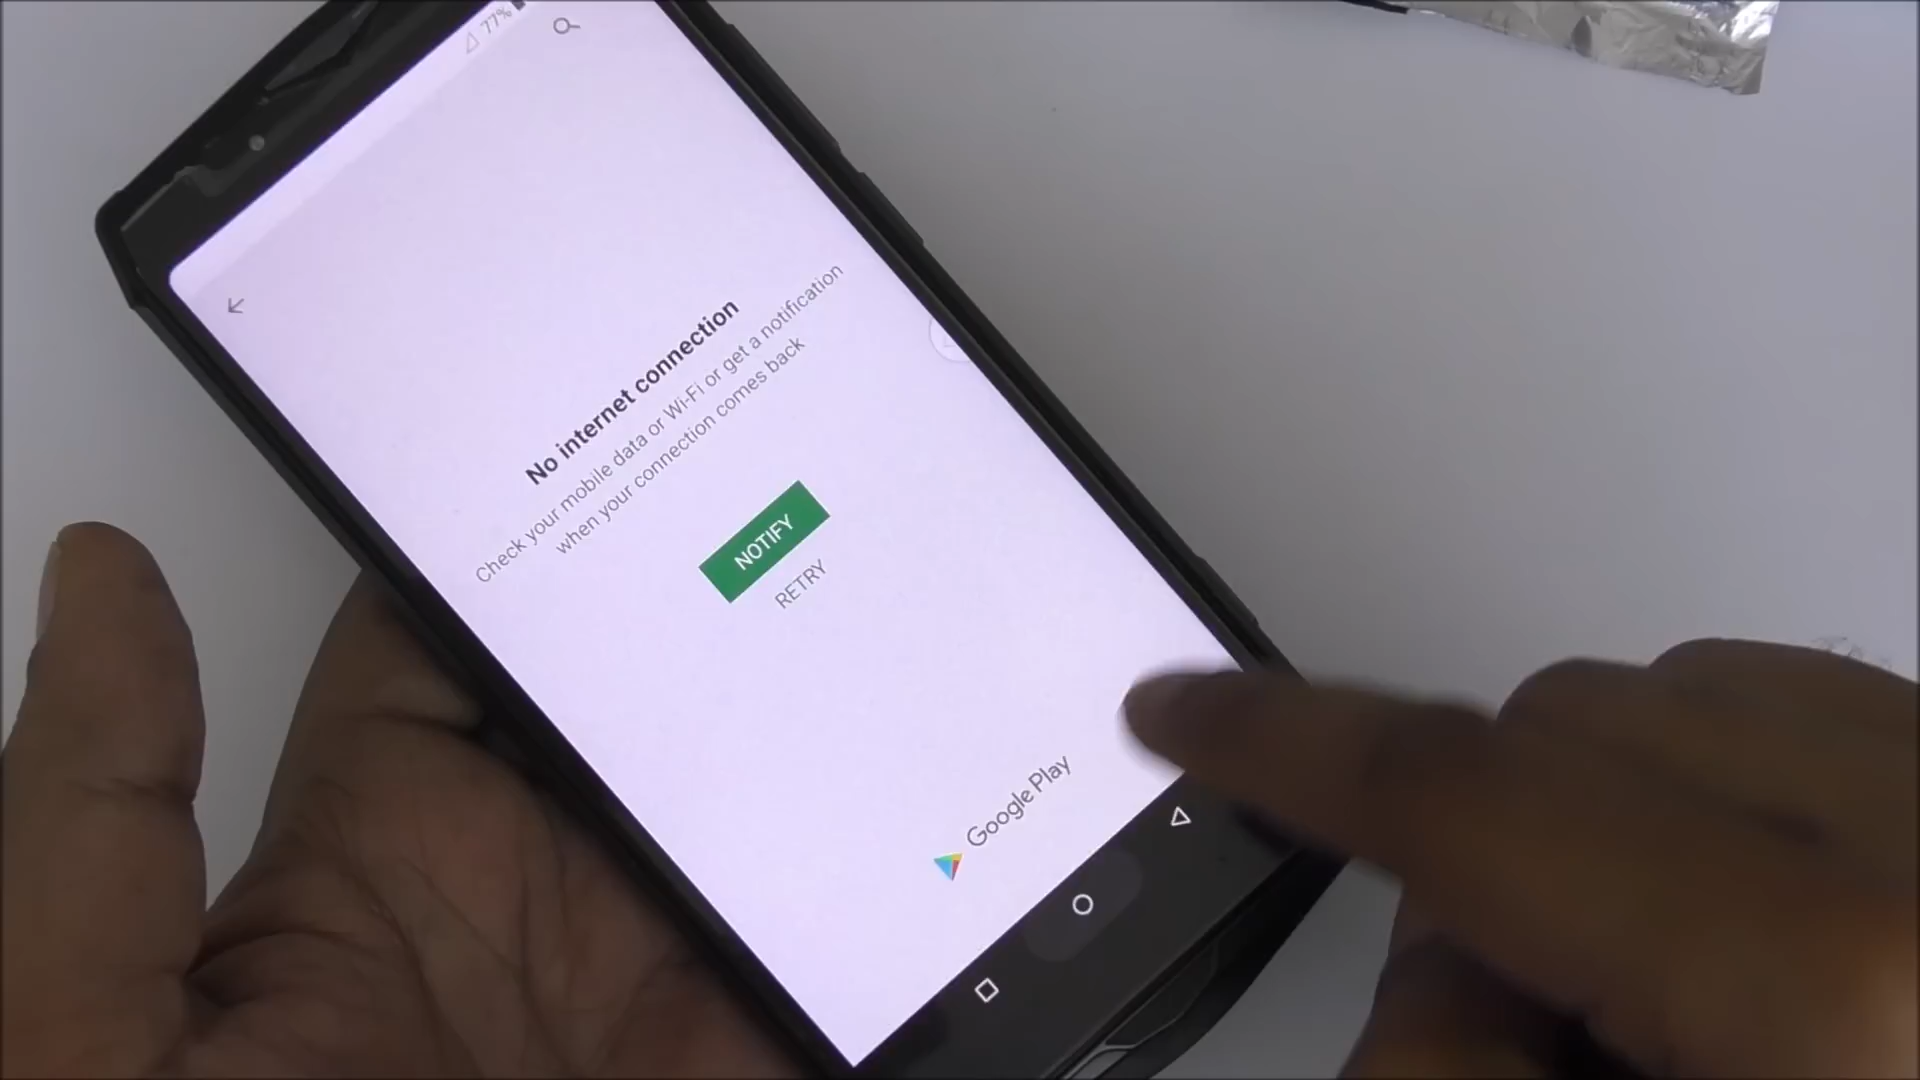 77%
No internet connection
Check your mobile data or Wi-Fi or get a notification
when your connection comes back
NOTIFY
RETRY
Google Play